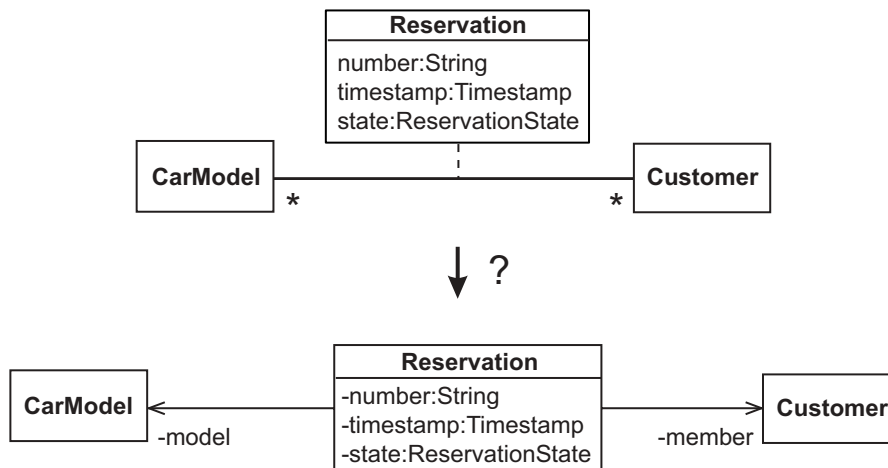 Reservation
number:String
timestamp:Timestamp
state:ReservationState
CarModel
Customer
*
*
?
Reservation
-number:String
-timestamp:Timestamp
-state:ReservationState
CarModel
Customer
-model
-member